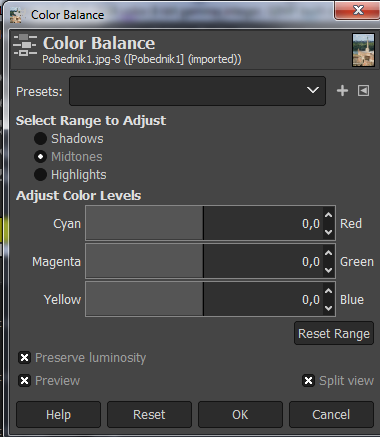 Color Balance
Color Balance
Pobednik1.jpg-8 ([Pobednik1] (imported))
Presets:
Select Range to Adjust
Shadows
Midtones
Highlights
Adjust Color Levels
Cyan 0,0 Red
Magenta 0,0 Green
Yellow 0,0 Blue
Reset Range
Preserve luminosity
Preview Split view
Help Reset OK Cancel